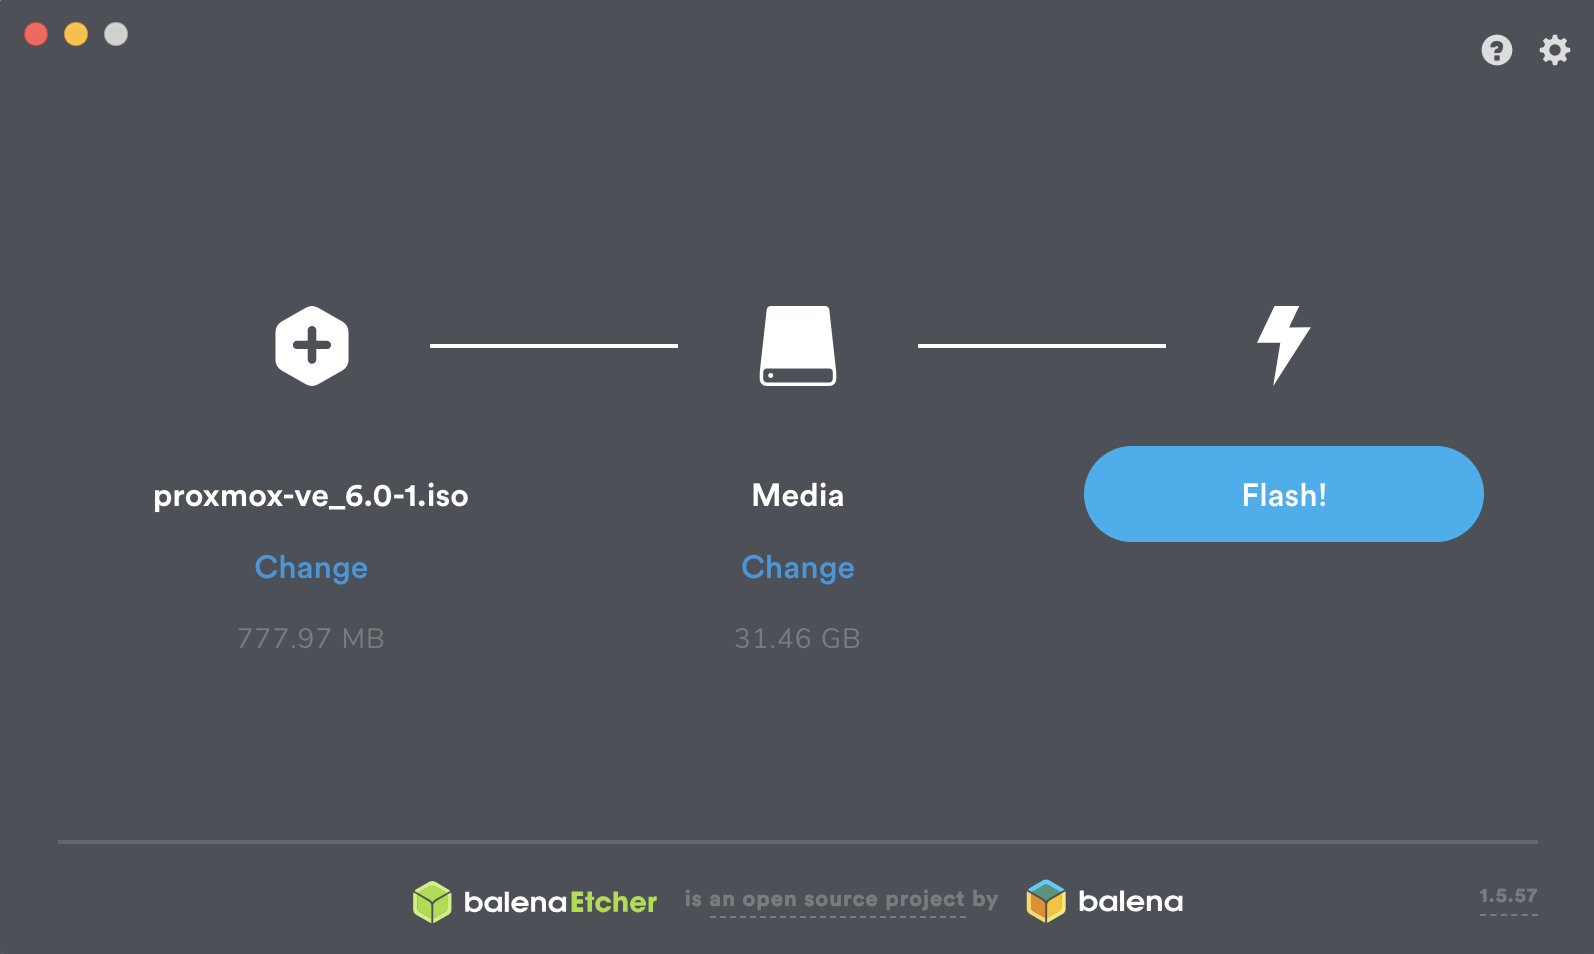 proxmox-ve_6.0-1.iso
Media
Flash!
Change
Change
777.97 MB
31.46 GB
balenaEtcher is an open source project by balena
1.5.57